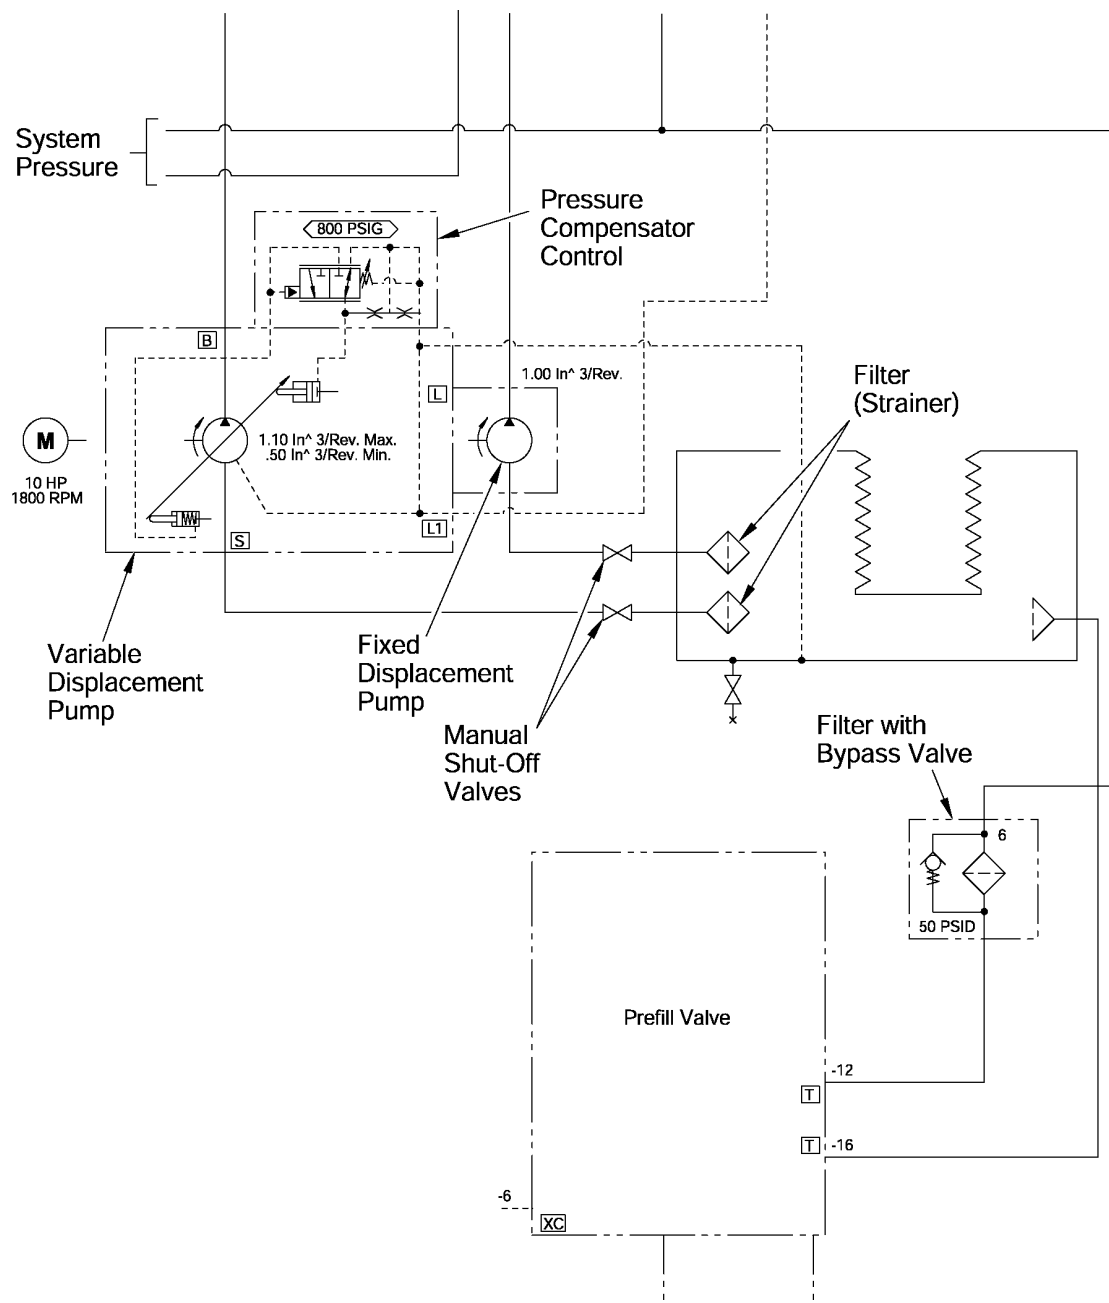 System
Pressure
Pressure
Compensator
Control
800 PSIG
B
1.00 In^ 3/Rev.
L
Filter
(Strainer)
M
10 HP
1800 RPM
1.10 In^ 3/Rev. Max.
.50 In^ 3/Rev. Min.
L1
S
Variable
Displacement
Pump
Fixed
Displacement
Pump
Manual
Shut-Off
Valves
Filter with
Bypass Valve
6
50 PSID
Prefill Valve
-12
T
T
-16
-6
XC